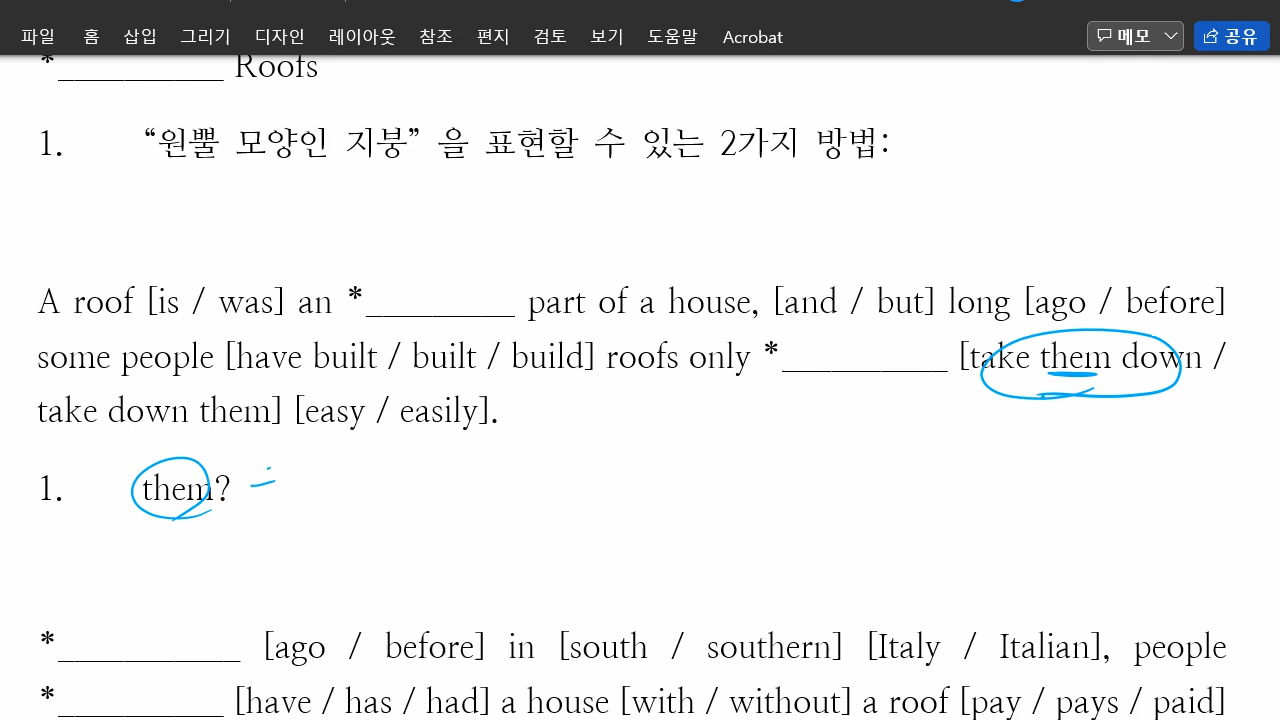 파일 홈 삽입 그리기 디자인 레이아웃 참조 편지 검토 보기 도움말 Acrobat 메모 공유
*__________ Roofs
1. “원뿔 모양인 지붕” 을 표현할 수 있는 2가지 방법:
A roof [is / was] an *_________ part of a house, [and / but] long [ago / before]
some people [have built / built / build] roofs only *__________ [take them down /
take down them] [easy / easily].
1. them?
*___________ [ago / before] in [south / southern] [Italy / Italian], people
*__________ [have / has / had] a house [with / without] a roof [pay / pays / paid]